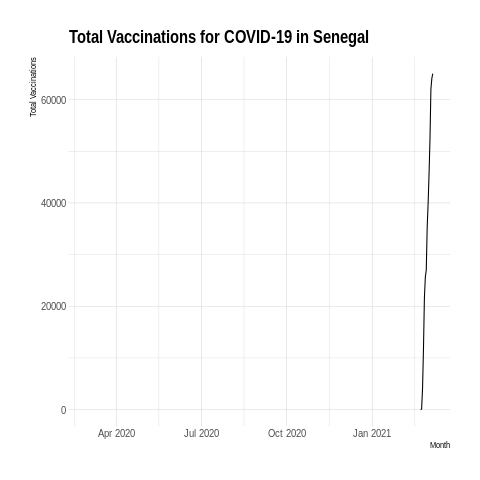 Total Vaccinations for COVID-19 in Senegal
Total Vaccinations
60000
40000
20000
0
Apr 2020
Jul 2020
Oct 2020
Jan 2021
Month